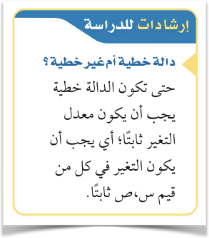 إرشادات للدراسة
دالة خطية أم غير خطية؟
حتى تكون الدالة خطية
يجب أن يكون معدل
التغير ثابتًا؛ أي يجب أن
يكون التغير في كل من
قيم س،ص ثابتًا.